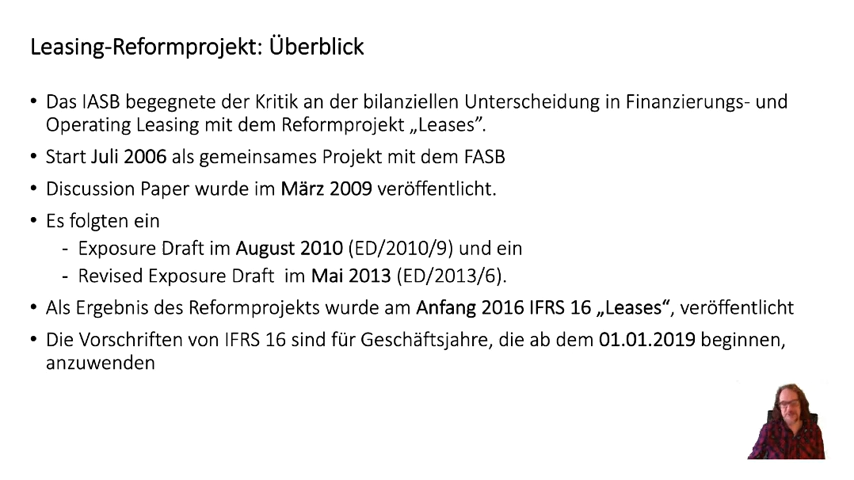 Leasing-Reformprojekt: Überblick
• Das IASB begegnete der Kritik an der bilanziellen Unterscheidung in Finanzierungs- und
Operating Leasing mit dem Reformprojekt „Leases”.
• Start Juli 2006 als gemeinsames Projekt mit dem FASB
• Discussion Paper wurde im März 2009 veröffentlicht.
• Es folgten ein
- Exposure Draft im August 2010 (ED/2010/9) und ein
- Revised Exposure Draft im Mai 2013 (ED/2013/6).
• Als Ergebnis des Reformprojekts wurde am Anfang 2016 IFRS 16 „Leases“, veröffentlicht
• Die Vorschriften von IFRS 16 sind für Geschäftsjahre, die ab dem 01.01.2019 beginnen,
anzuwenden